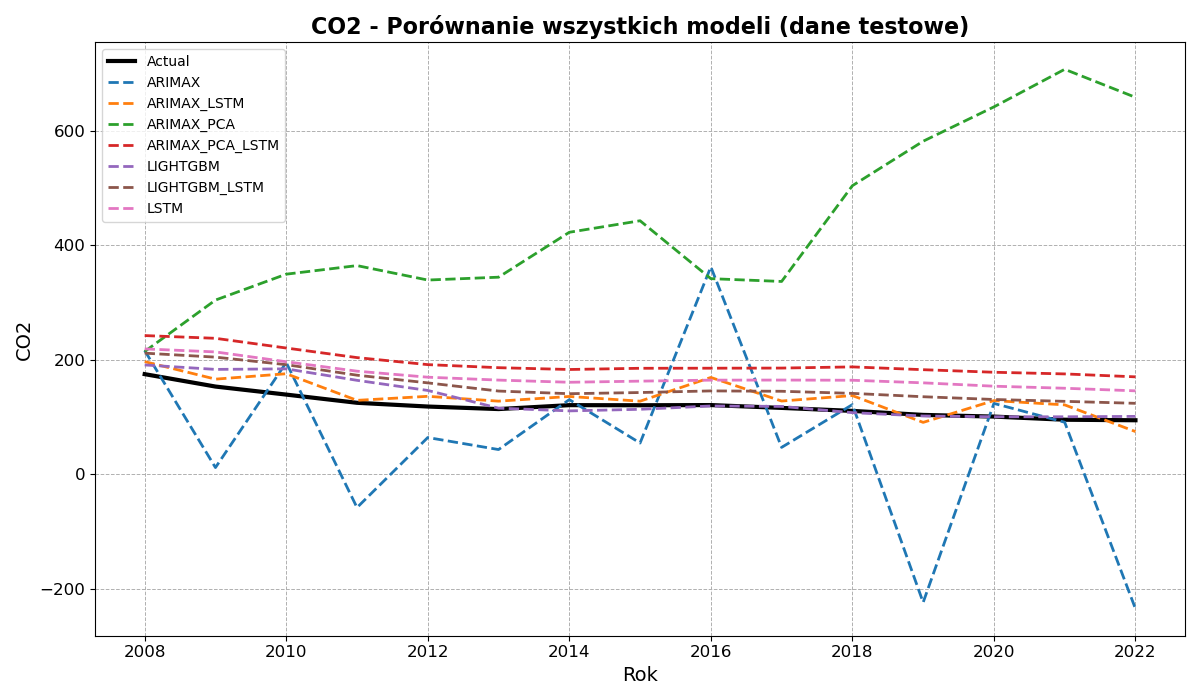 CO2 - Porównanie wszystkich modeli (dane testowe)
Actual
ARIMAX
ARIMAX_LSTM
ARIMAX_PCA
ARIMAX_PCA_LSTM
LIGHTGBM
LIGHTGBM_LSTM
LSTM
CO2
600
400
200
0
−200
2008 2010 2012 2014 2016 2018 2020 2022
Rok